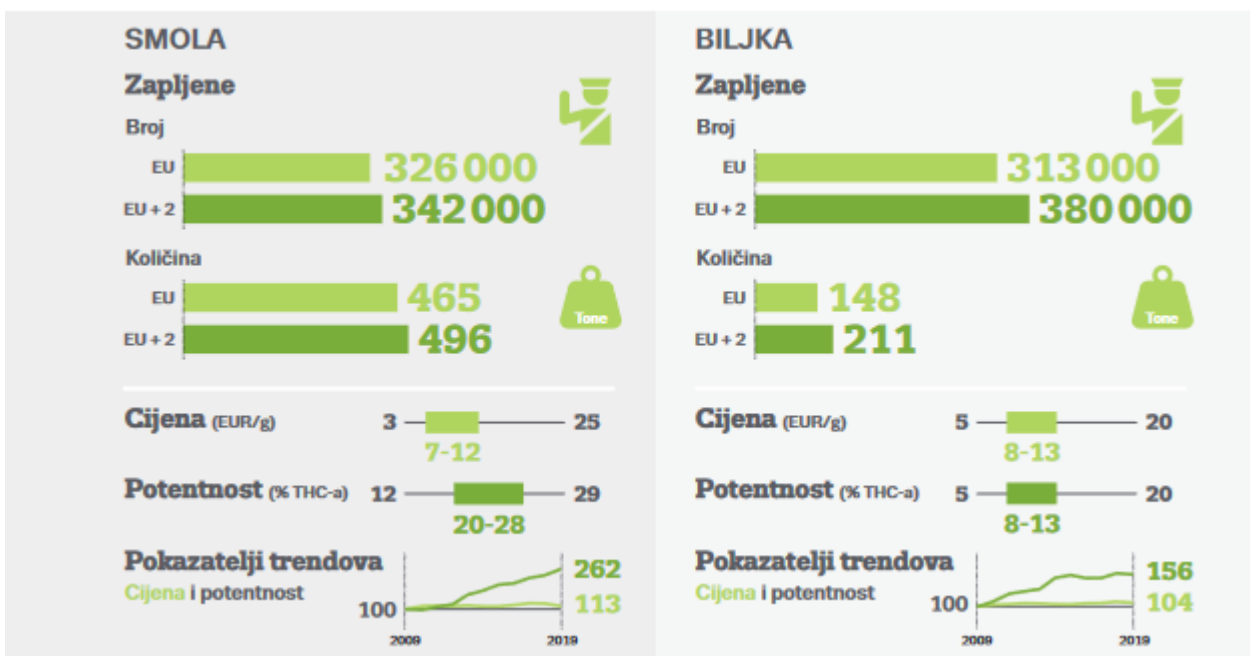 SMOLA
Zapljene
Broj
EU 326 000
EU + 2 342 000
Količina
EU 465
EU + 2 496
Tone
Cijena (EUR/g) 3 25
7-12
Potentnost (% THC-a) 12 29
20-28
Pokazatelji trendova
Cijena i potentnost
262
100 113
2009 2019
BILJKA
Zapljene
Broj
EU 313 000
EU + 2 380 000
Količina
EU 148
EU + 2 211
Tone
Cijena (EUR/g) 5 20
8-13
Potentnost (% THC-a) 5 20
8-13
Pokazatelji trendova
Cijena i potentnost
156
100 104
2009 2019